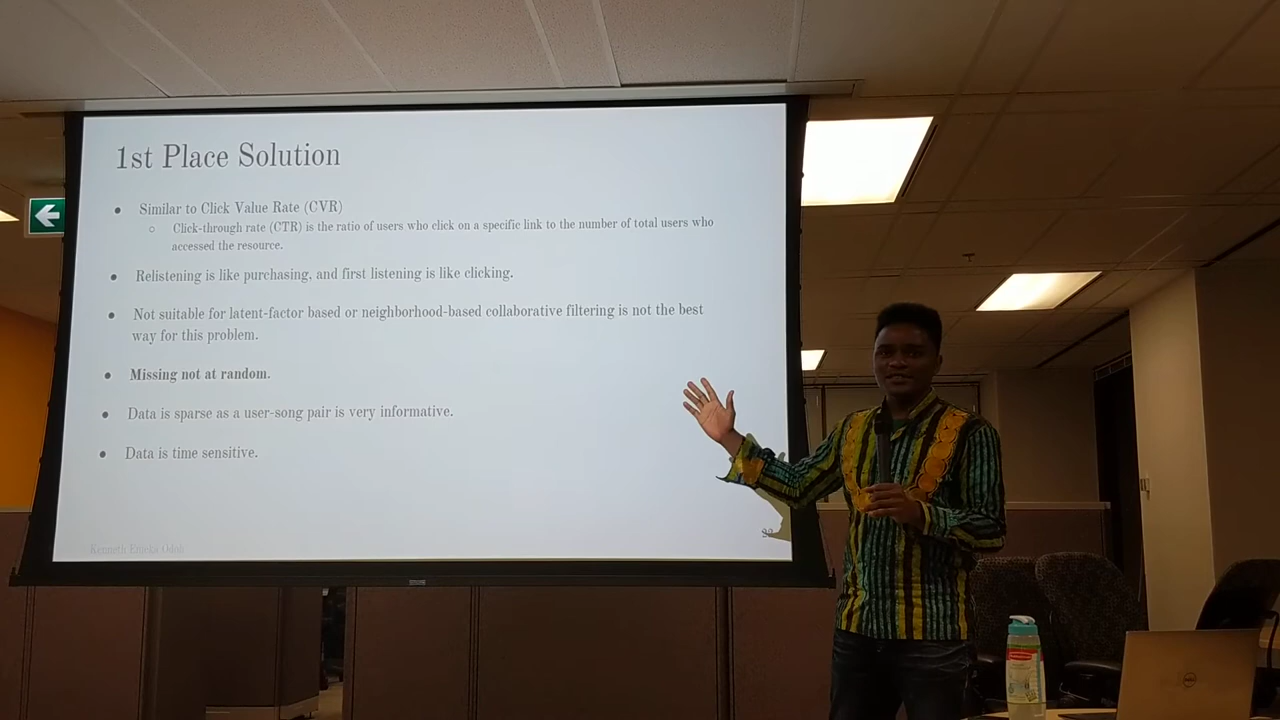 1st Place Solution
● Similar to Click Value Rate (CVR)
○ Click-through rate (CTR) is the ratio of users who click on a specific link to the number of total users who
accessed the resource.
● Relistening is like purchasing, and first listening is like clicking.
● Not suitable for latent-factor based or neighborhood-based collaborative filtering is not the best
way for this problem.
● Missing not at random.
● Data is sparse as a user-song pair is very informative.
● Data is time sensitive.
Kenneth Emeka Odoh
DELL